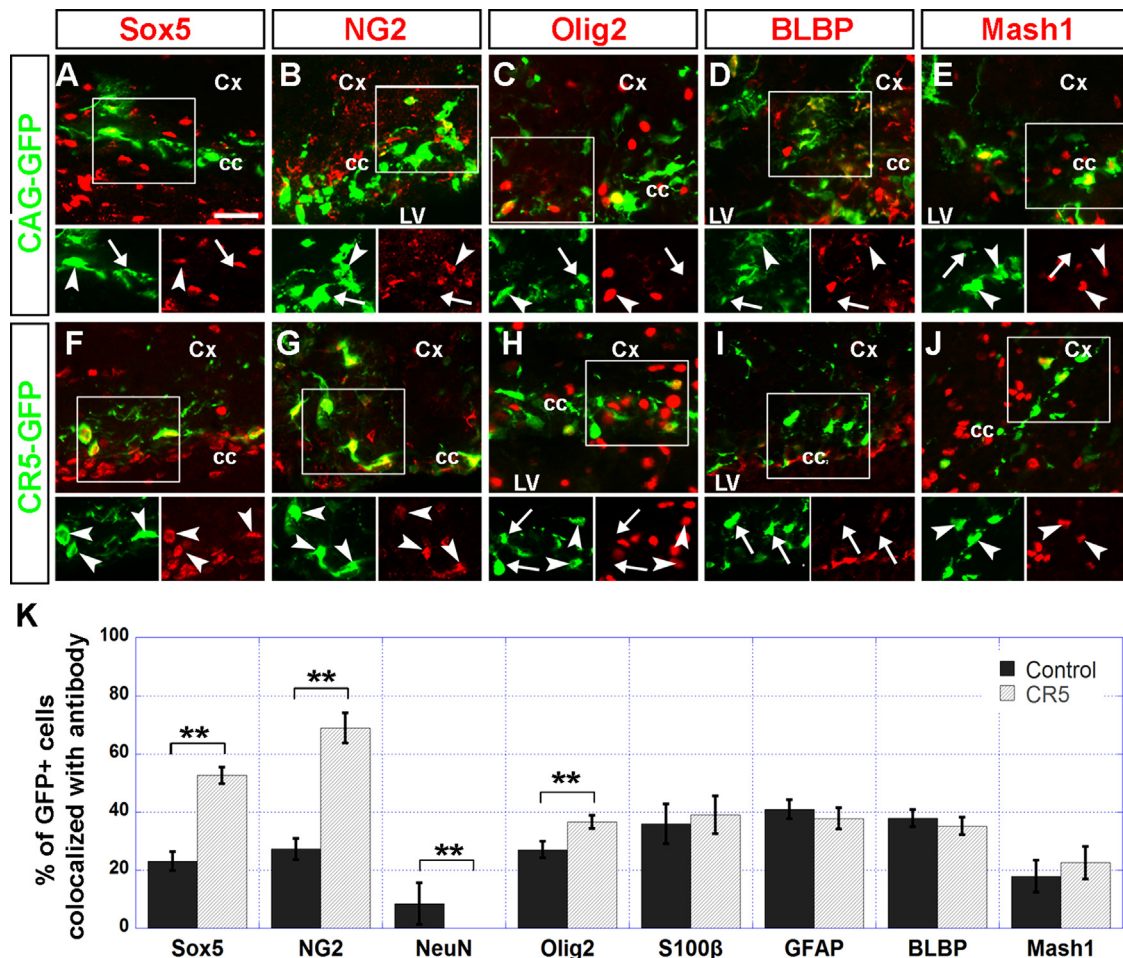 Sox5 NG2 Olig2 BLBP Mash1
CAG-GFP
A Cx cc
B Cx cc LV
C Cx cc
D Cx cc LV
E Cx cc LV
CR5-GFP
F Cx cc
G Cx cc
H cc LV
I Cx cc LV
J Cx cc
K
% of GFP+ cells
colocalized with antibody
100
80
60
40
20
0
** ** ** **
Control
CR5
Sox5 NG2 NeuN Olig2 S100ß GFAP BLBP Mash1